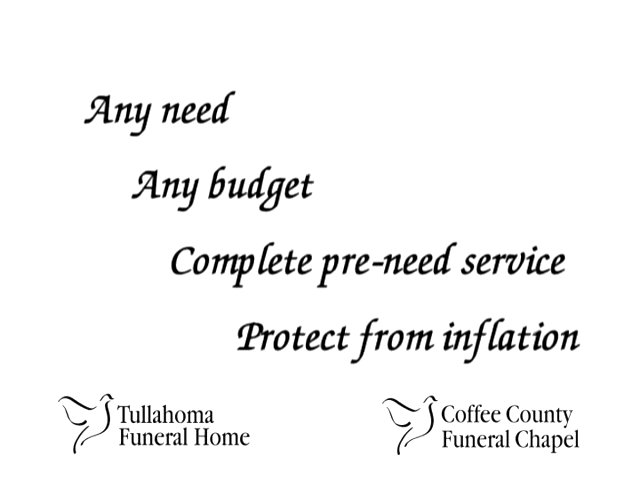 Any need
Any budget
Complete pre-need service
Protect from inflation
Tullahoma
Funeral Home
Coffee County
Funeral Chapel